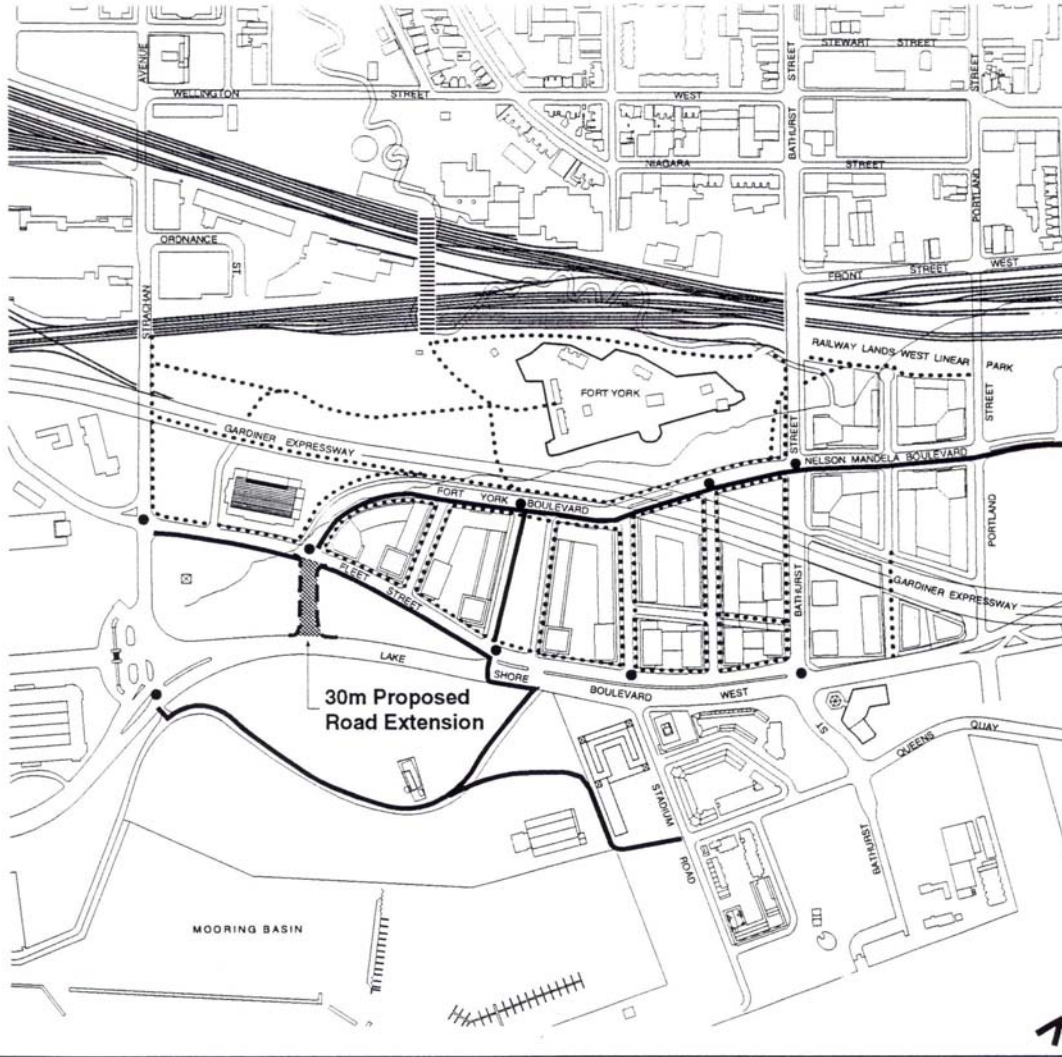 STEWART STREET
STREET
STREET
AVENUE
WELLINGTON STREET WEST
BATHURST
NIAGARA STREET
PORTLAND
ORDNANCE
ST
FRONT STREET WEST
STRACHAN
RAILWAY LANDS WEST LINEAR PARK
FORT YORK
STREET
STREET
GARDINER EXPRESSWAY
NELSON MANDELA BOULEVARD
FORT YORK BOULEVARD
PORTLAND
FLEET STREET
BATHURST
GARDINER EXPRESSWAY
LAKE SHORE BOULEVARD WEST
30m Proposed
Road Extension
ST
QUEENS QUAY
STADIUM ROAD
BATHURST
MOORING BASIN